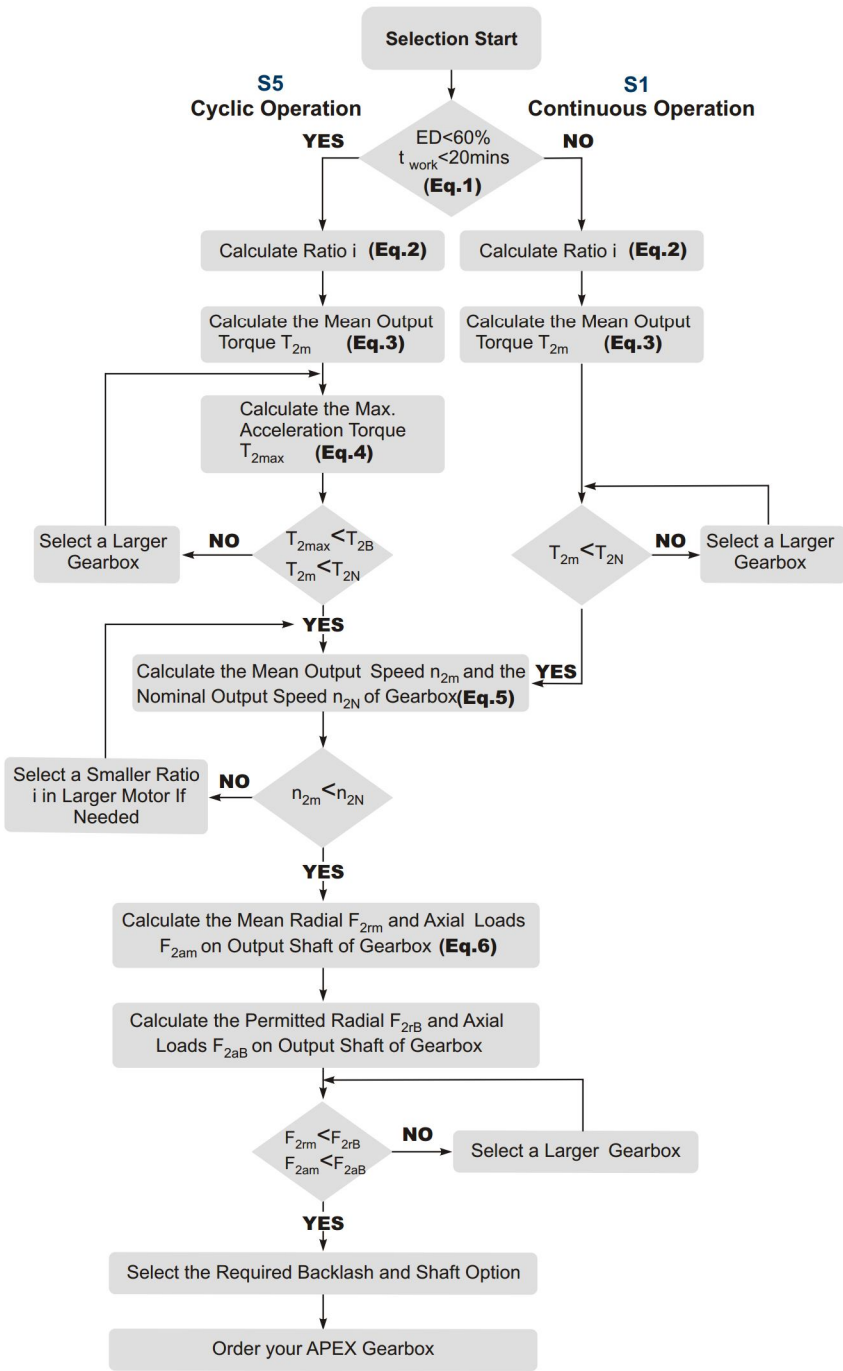 Selection Start
S5
Cyclic Operation
S1
Continuous Operation
YES
ED<60%
t work<20mins
(Eq.1)
NO
Calculate Ratio i (Eq.2)
Calculate Ratio i (Eq.2)
Calculate the Mean Output
Torque T2m (Eq.3)
Calculate the Mean Output
Torque T2m (Eq.3)
Calculate the Max.
Acceleration Torque
T2max (Eq.4)
Select a Larger
Gearbox
NO
T2max<T2B
T2m<T2N
T2m<T2N
NO
Select a Larger
Gearbox
YES
Calculate the Mean Output Speed n2m and the
Nominal Output Speed n2N of Gearbox(Eq.5)
YES
Select a Smaller Ratio
i in Larger Motor If
Needed
NO
n2m<n2N
YES
Calculate the Mean Radial F2rm and Axial Loads
F2am on Output Shaft of Gearbox (Eq.6)
Calculate the Permitted Radial F2rB and Axial
Loads F2aB on Output Shaft of Gearbox
F2rm<F2rB
F2am<F2aB
NO
Select a Larger Gearbox
YES
Select the Required Backlash and Shaft Option
Order your APEX Gearbox